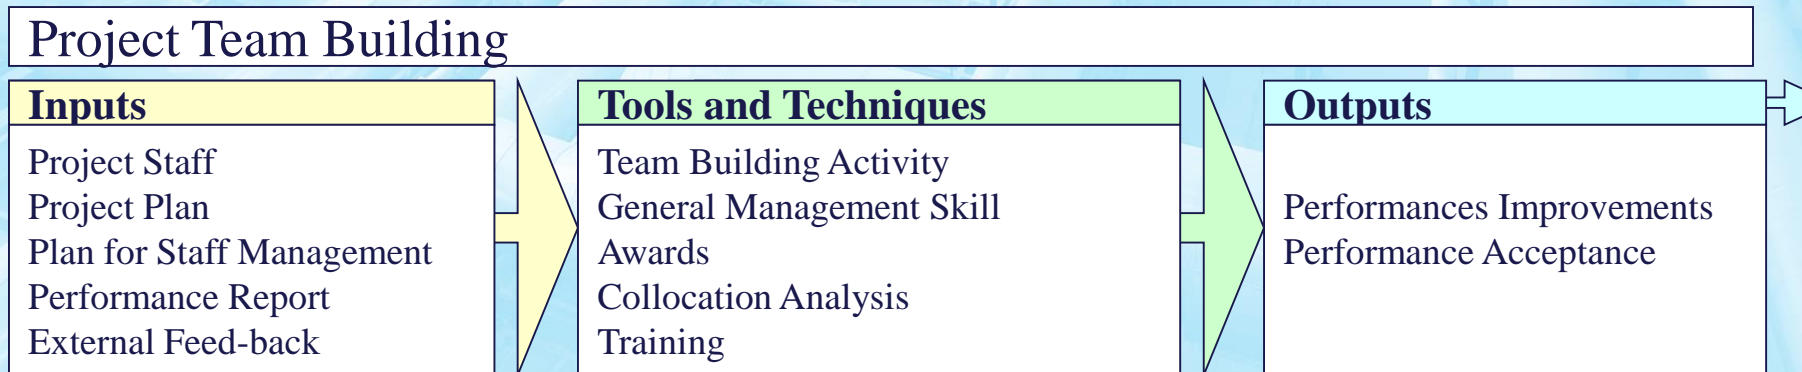 Project Team Building
Inputs
Project Staff
Project Plan
Plan for Staff Management
Performance Report
External Feed-back
Tools and Techniques
Team Building Activity
General Management Skill
Awards
Collocation Analysis
Training
Outputs
Performances Improvements
Performance Acceptance